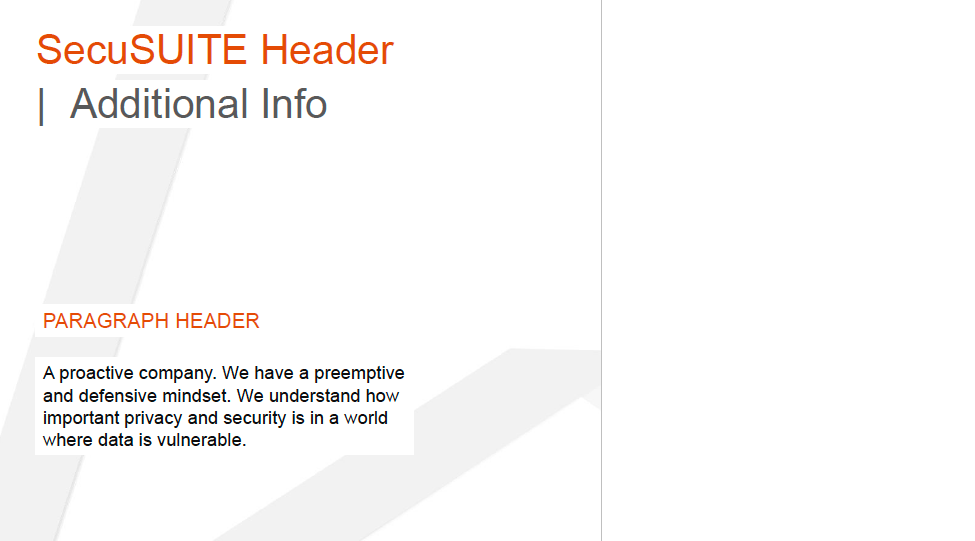 SecuSUITE Header
| Additional Info
PARAGRAPH HEADER
A proactive company. We have a preemptive
and defensive mindset. We understand how
important privacy and security is in a world
where data is vulnerable.